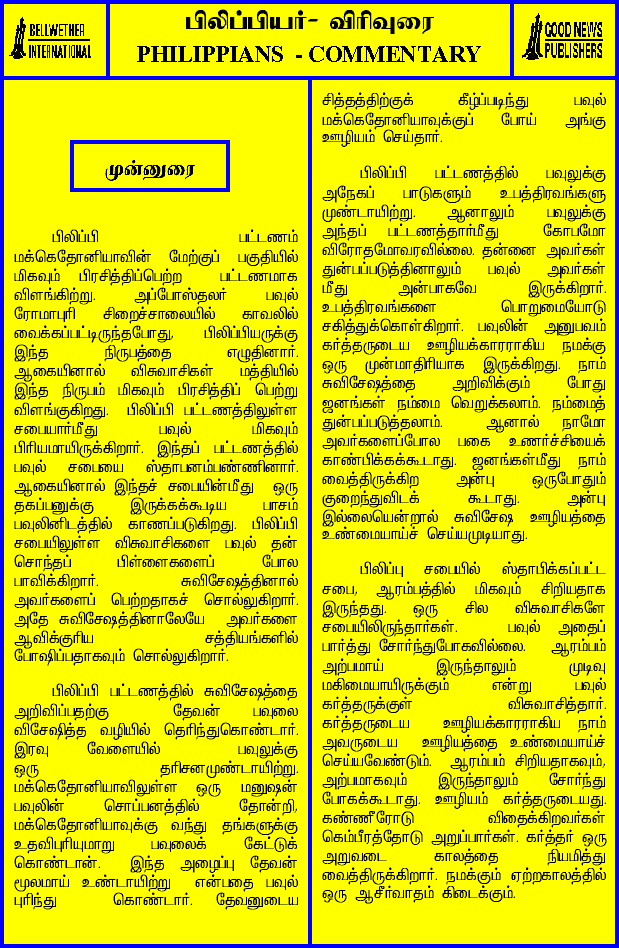 BELLWETHER
INTERNATIONAL
பிலிப்பியர்- விரிவுரை
PHILIPPIANS - COMMENTARY
GOOD NEWS
PUBLISHERS
முன்னுரை
பிலிப்பி பட்டணம்
மக்கெதோனியாவின் மேற்குப் பகுதியில்
மிகவும் பிரசித்திப்பெற்ற பட்டணமாக
விளங்கிற்று. அப்போஸ்தலர் பவுல்
ரோமாபுரி சிறைச்சாலையில் காவலில்
வைக்கப்பட்டிருந்தபோது, பிலிப்பியருக்கு
இந்த நிருபத்தை எழுதினார்.
ஆகையினால் விசுவாசிகள் மத்தியில்
இந்த நிருபம் மிகவும் பிரசித்திப் பெற்று
விளங்குகிறது. பிலிப்பி பட்டணத்திலுள்ள
சபையார்மீது பவுல் மிகவும்
பிரியமாயிருக்கிறார். இந்தப் பட்டணத்தில்
பவுல் சபையை ஸ்தாபனம்பண்ணினார்.
ஆகையினால் இந்தச் சபையின்மீது ஒரு
தகப்பனுக்கு இருக்கக்கூடிய பாசம்
பவுலினிடத்தில் காணப்படுகிறது. பிலிப்பி
சபையிலுள்ள விசுவாசிகளை பவுல் தன்
சொந்தப் பிள்ளைகளைப் போல
பாவிக்கிறார். சுவிசேஷத்தினால்
அவர்களைப் பெற்றதாகச் சொல்லுகிறார்.
அதே சுவிசேஷத்தினாலேயே அவர்களை
ஆவிக்குரிய சத்தியங்களில்
போஷிப்பதாகவும் சொல்லுகிறார்.
பிலிப்பி பட்டணத்தில் சுவிசேஷத்தை
அறிவிப்பதற்கு தேவன் பவுலை
விசேஷித்த வழியில் தெரிந்துகொண்டார்.
இரவு வேளையில் பவுலுக்கு
ஒரு தரிசனமுண்டாயிற்று.
மக்கெதோனியாவிலுள்ள ஒரு மனுஷன்
பவுலின் சொப்பனத்தில் தோன்றி,
மக்கெதோனியாவுக்கு வந்து தங்களுக்கு
உதவிபுரியுமாறு பவுலைக் கேட்டுக்
கொண்டான். இந்த அழைப்பு தேவன்
மூலமாய் உண்டாயிற்று என்பதை பவுல்
புரிந்து கொண்டார். தேவனுடைய
சித்தத்திற்குக் கீழ்ப்படிந்து பவுல்
மக்கெதோனியாவுக்குப் போய் அங்கு
ஊழியம் செய்தார்.
பிலிப்பி பட்டணத்தில் பவுலுக்கு
அநேகப் பாடுகளும் உபத்திரவங்களு
முண்டாயிற்று. ஆனாலும் பவுலுக்கு
அந்தப் பட்டணத்தார்மீது கோபமோ
விரோதமோவரவில்லை. தன்னை அவர்கள்
துன்பப்படுத்தினாலும் பவுல் அவர்கள்
மீது அன்பாகவே இருக்கிறார்.
உபத்திரவங்களை பொறுமையோடு
சகித்துக்கொள்கிறார். பவுலின் அனுபவம்
கர்த்தருடைய ஊழியக்காரராகிய நமக்கு
ஒரு முன்மாதிரியாக இருக்கிறது. நாம்
சுவிசேஷத்தை அறிவிக்கும் போது
ஜனங்கள் நம்மை வெறுக்கலாம். நம்மைத்
துன்பப்படுத்தலாம். ஆனால் நாமோ
அவர்களைப்போல பகை உணர்ச்சியைக்
காண்பிக்கக்கூடாது. ஜனங்கள்மீது நாம்
வைத்திருக்கிற அன்பு ஒருபோதும்
குறைந்துவிடக் கூடாது. அன்பு
இல்லையென்றால் சுவிசேஷ ஊழியத்தை
உண்மையாய்ச் செய்யமுடியாது.
பிலிப்பு சபையில் ஸ்தாபிக்கப்பட்ட
சபை, ஆரம்பத்தில் மிகவும் சிறியதாக
இருந்தது. ஒரு சில விசுவாசிகளே
சபையிலிருந்தார்கள். பவுல் அதைப்
பார்த்து சோர்ந்துபோகவில்லை. ஆரம்பம்
அற்பமாய் இருந்தாலும் முடிவு
மகிமையாயிருக்கும் என்று பவுல்
கர்த்தருக்குள் விசுவாசித்தார்.
கர்த்தருடைய ஊழியக்காரராகிய நாம்
அவருடைய ஊழியத்தை உண்மையாய்ச்
செய்யவேண்டும். ஆரம்பம் சிறியதாகவும்,
அற்பமாகவும் இருந்தாலும் சோர்ந்து
போகக்கூடாது. ஊழியம் கர்த்தருடையது.
கண்ணீரோடு விதைக்கிறவர்கள்
கெம்பீரத்தோடு அறுப்பார்கள். கர்த்தர் ஒரு
அறுவடை காலத்தை நியமித்து
வைத்திருக்கிறார். நமக்கும் ஏற்றகாலத்தில்
ஒரு ஆசீர்வாதம் கிடைக்கும்.